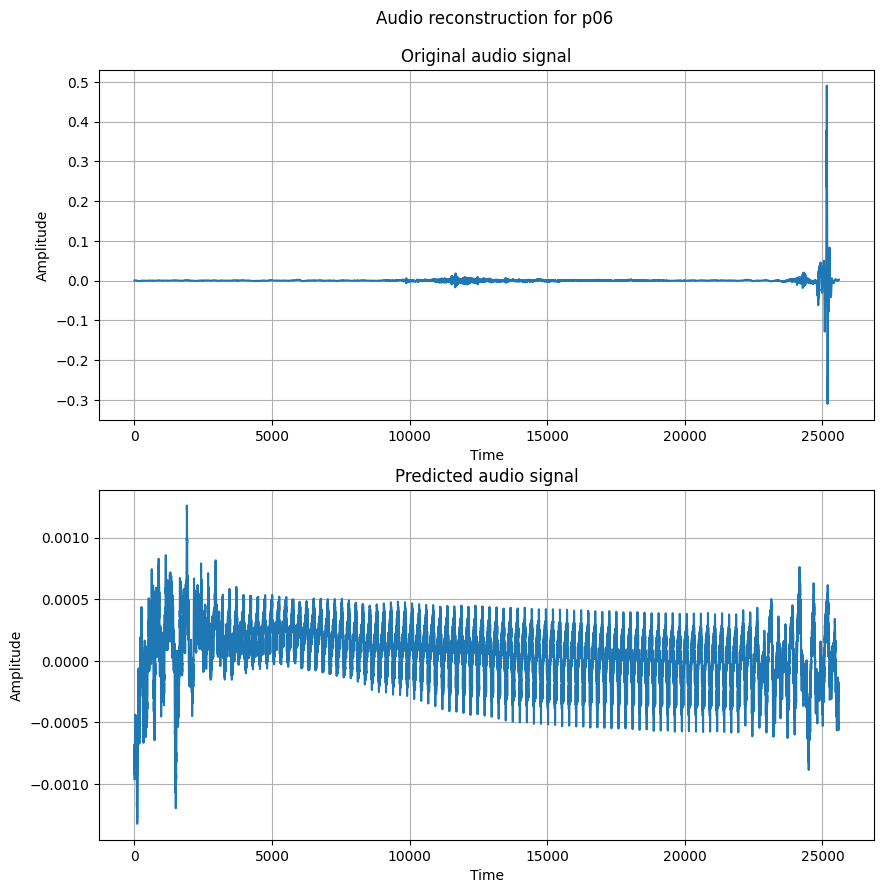 Audio reconstruction for p06
Original audio signal
0.5
0.4
0.3
0.2
0.1
0.0
−0.1
−0.2
−0.3
Amplitude
0 5000 10000 15000 20000 25000
Time
Predicted audio signal
0.0010
0.0005
0.0000
−0.0005
−0.0010
Amplitude
0 5000 10000 15000 20000 25000
Time